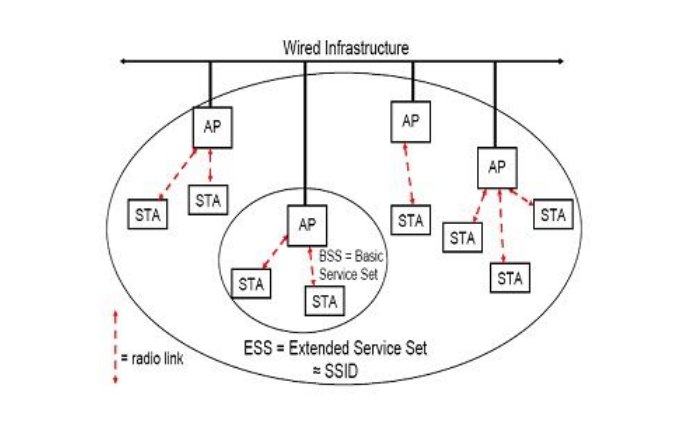 Wired Infrastructure
AP
AP
AP
STA
STA
STA
STA
STA
STA
AP
BSS = Basic
Service Set
STA
STA
ESS = Extended Service Set
≈ SSID
= radio link